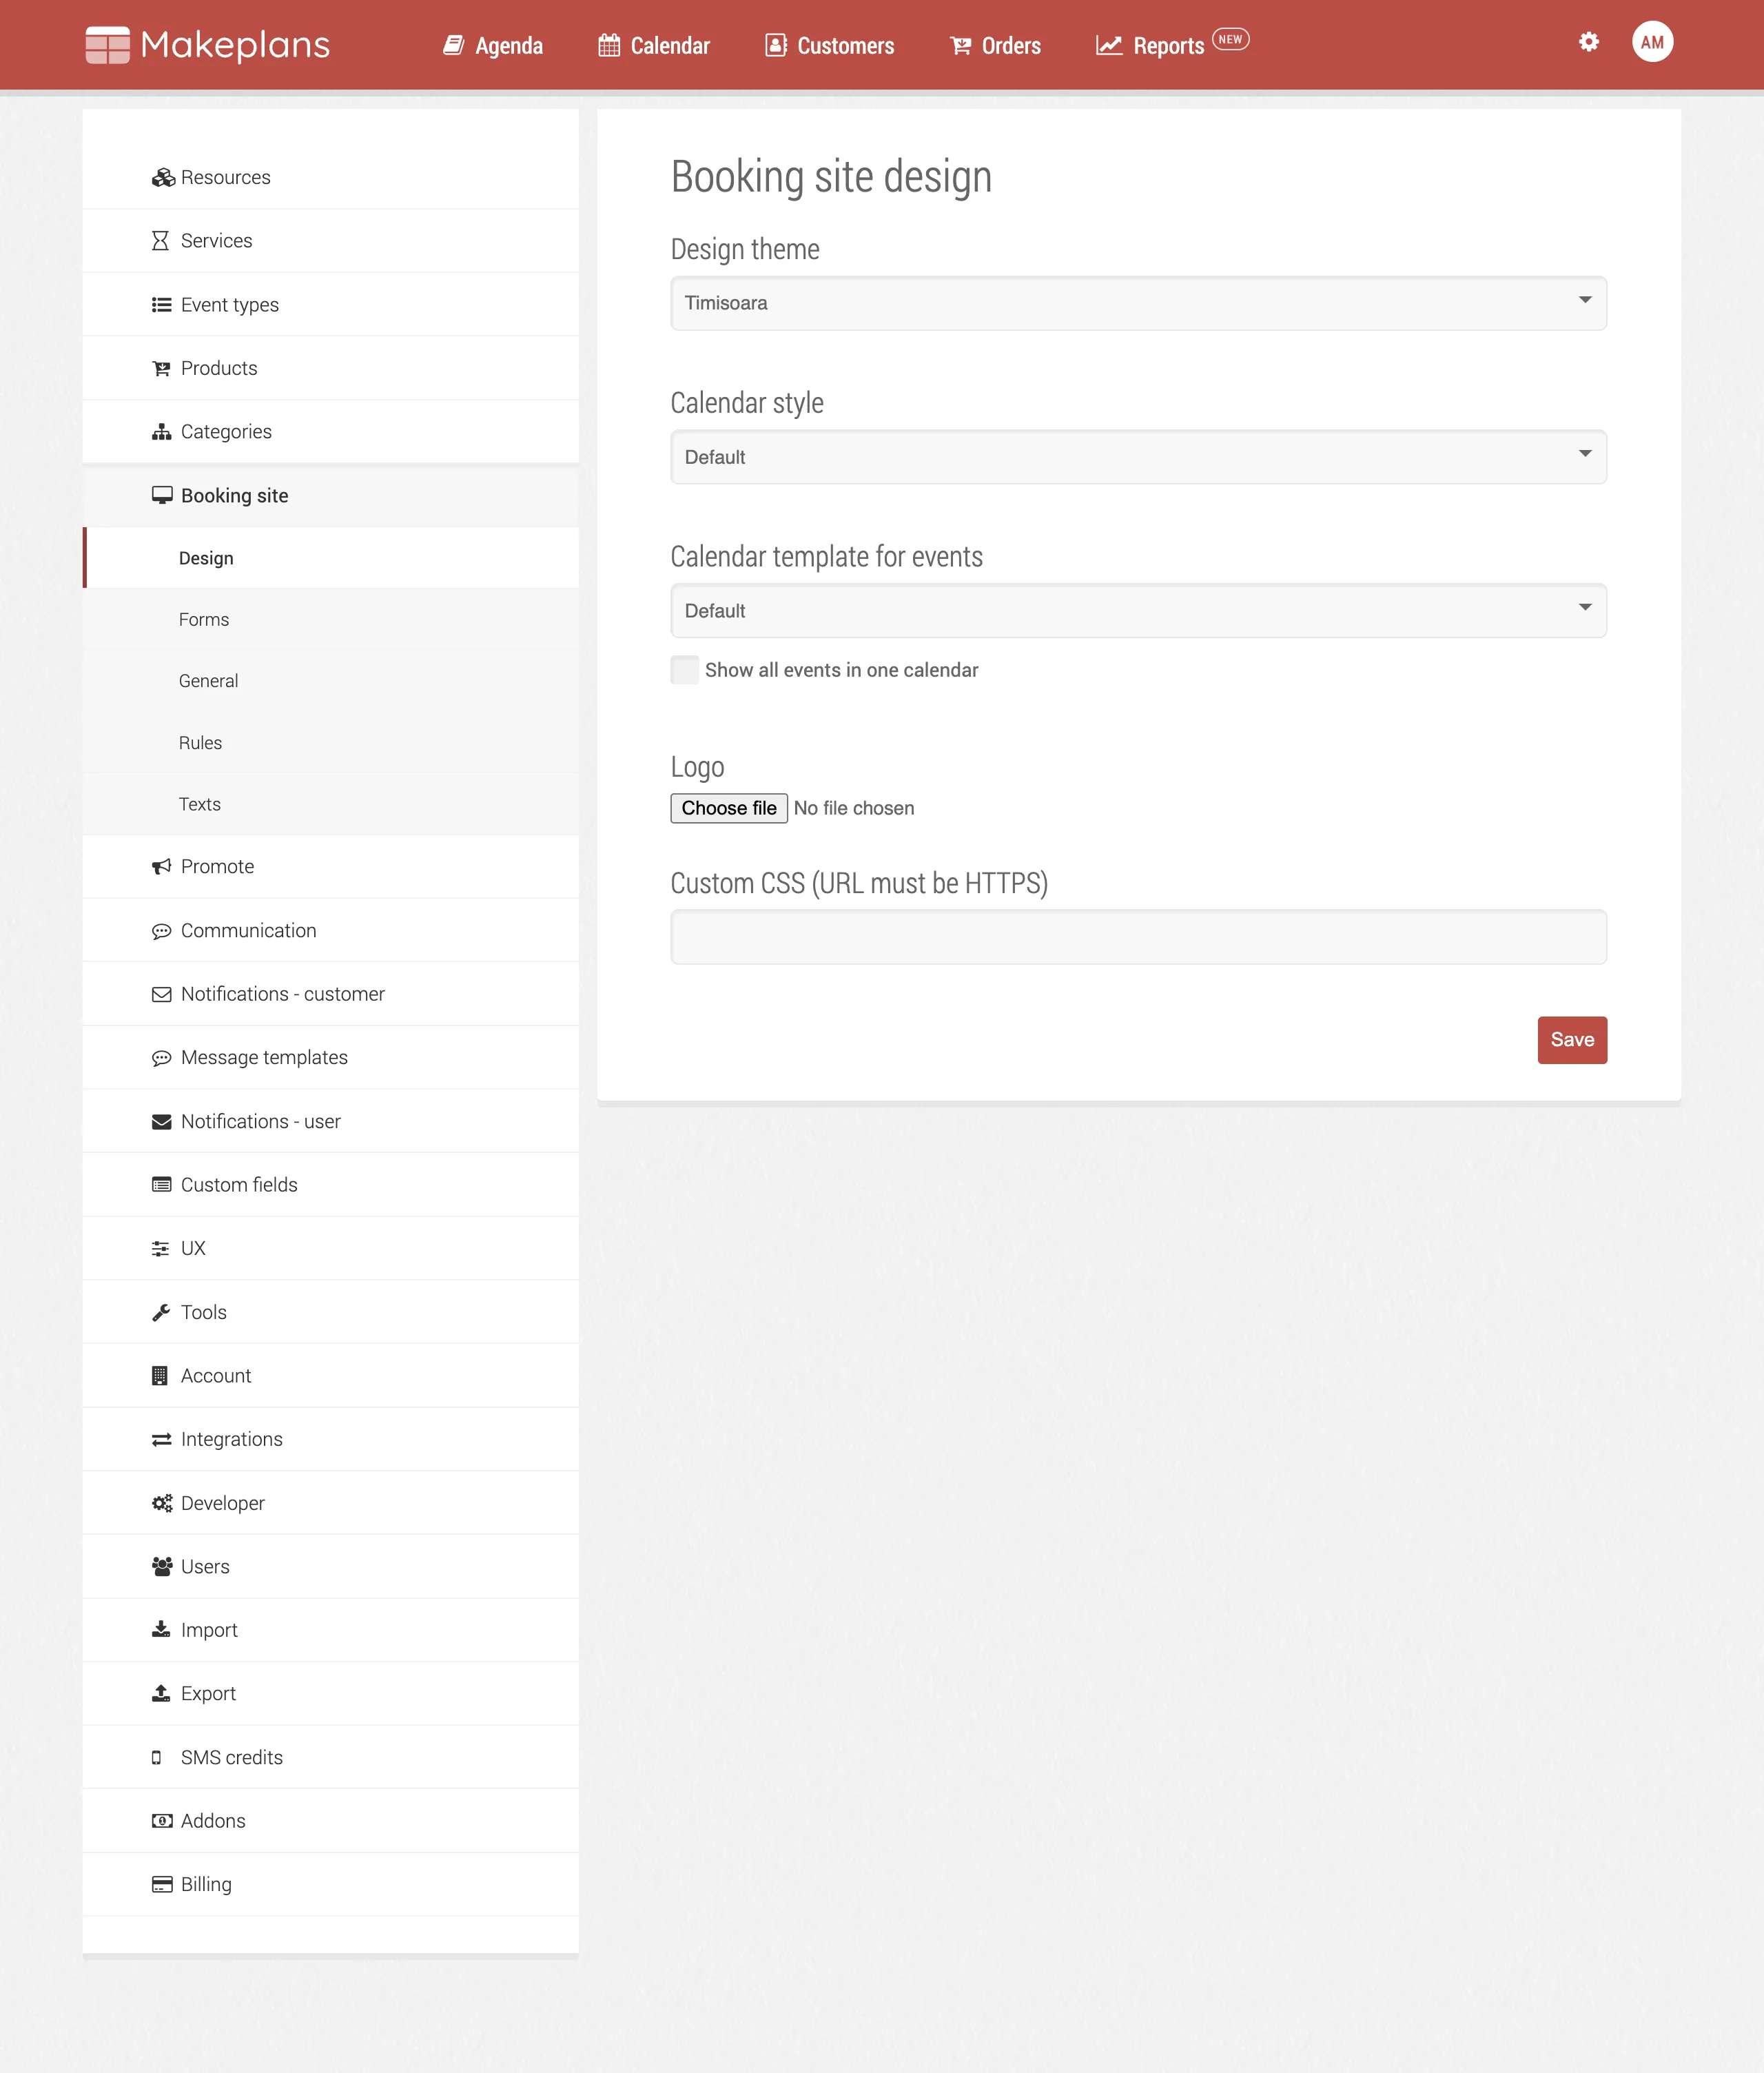 Makeplans
Agenda
Calendar
Customers
Orders
Reports NEW
AM
Resources
Services
Event types
Products
Categories
Booking site
Design
Forms
General
Rules
Texts
Promote
Communication
Notifications - customer
Message templates
Notifications - user
Custom fields
UX
Tools
Account
Integrations
Developer
Users
Import
Export
SMS credits
Addons
Billing
Booking site design
Design theme
Timisoara
Calendar style
Default
Calendar template for events
Default
Show all events in one calendar
Logo
Choose file No file chosen
Custom CSS (URL must be HTTPS)
Save